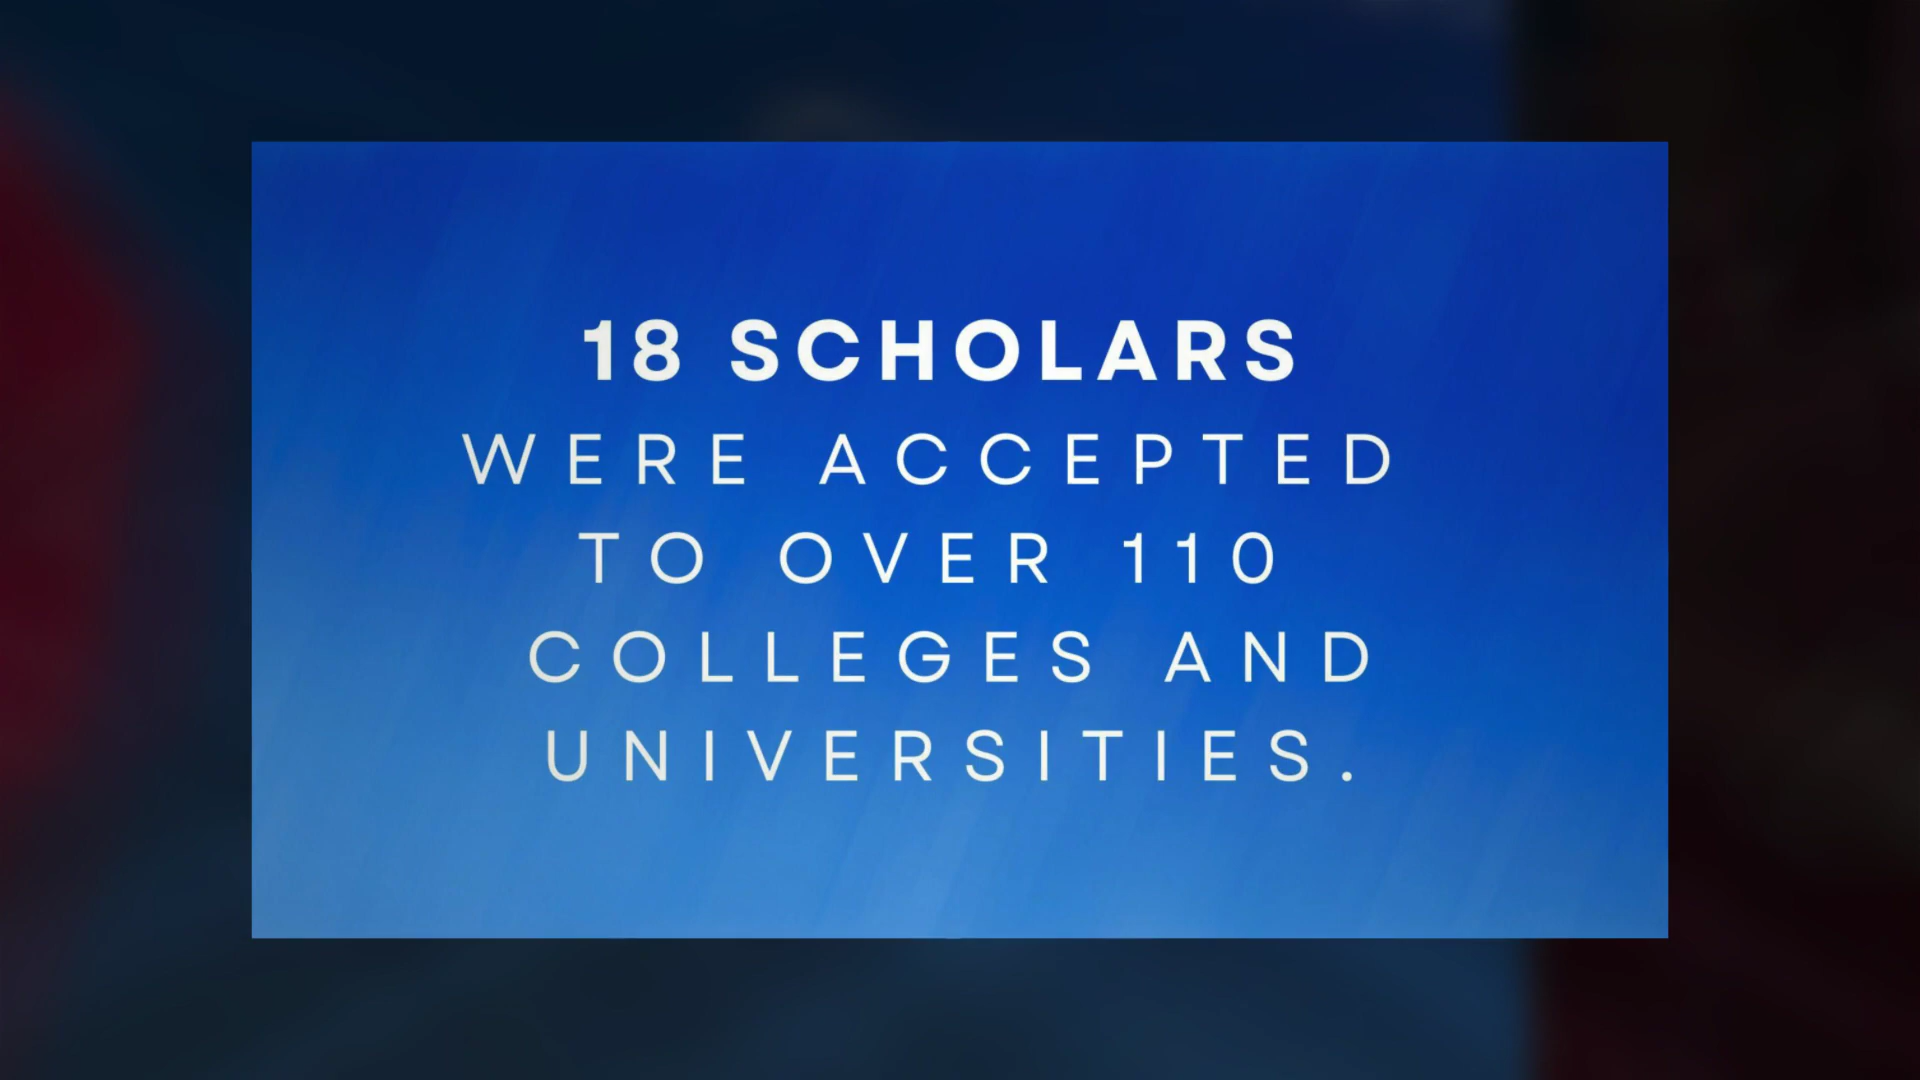 18 SCHOLARS
WERE ACCEPTED
TO OVER 110
COLLEGES AND
UNIVERSITIES.